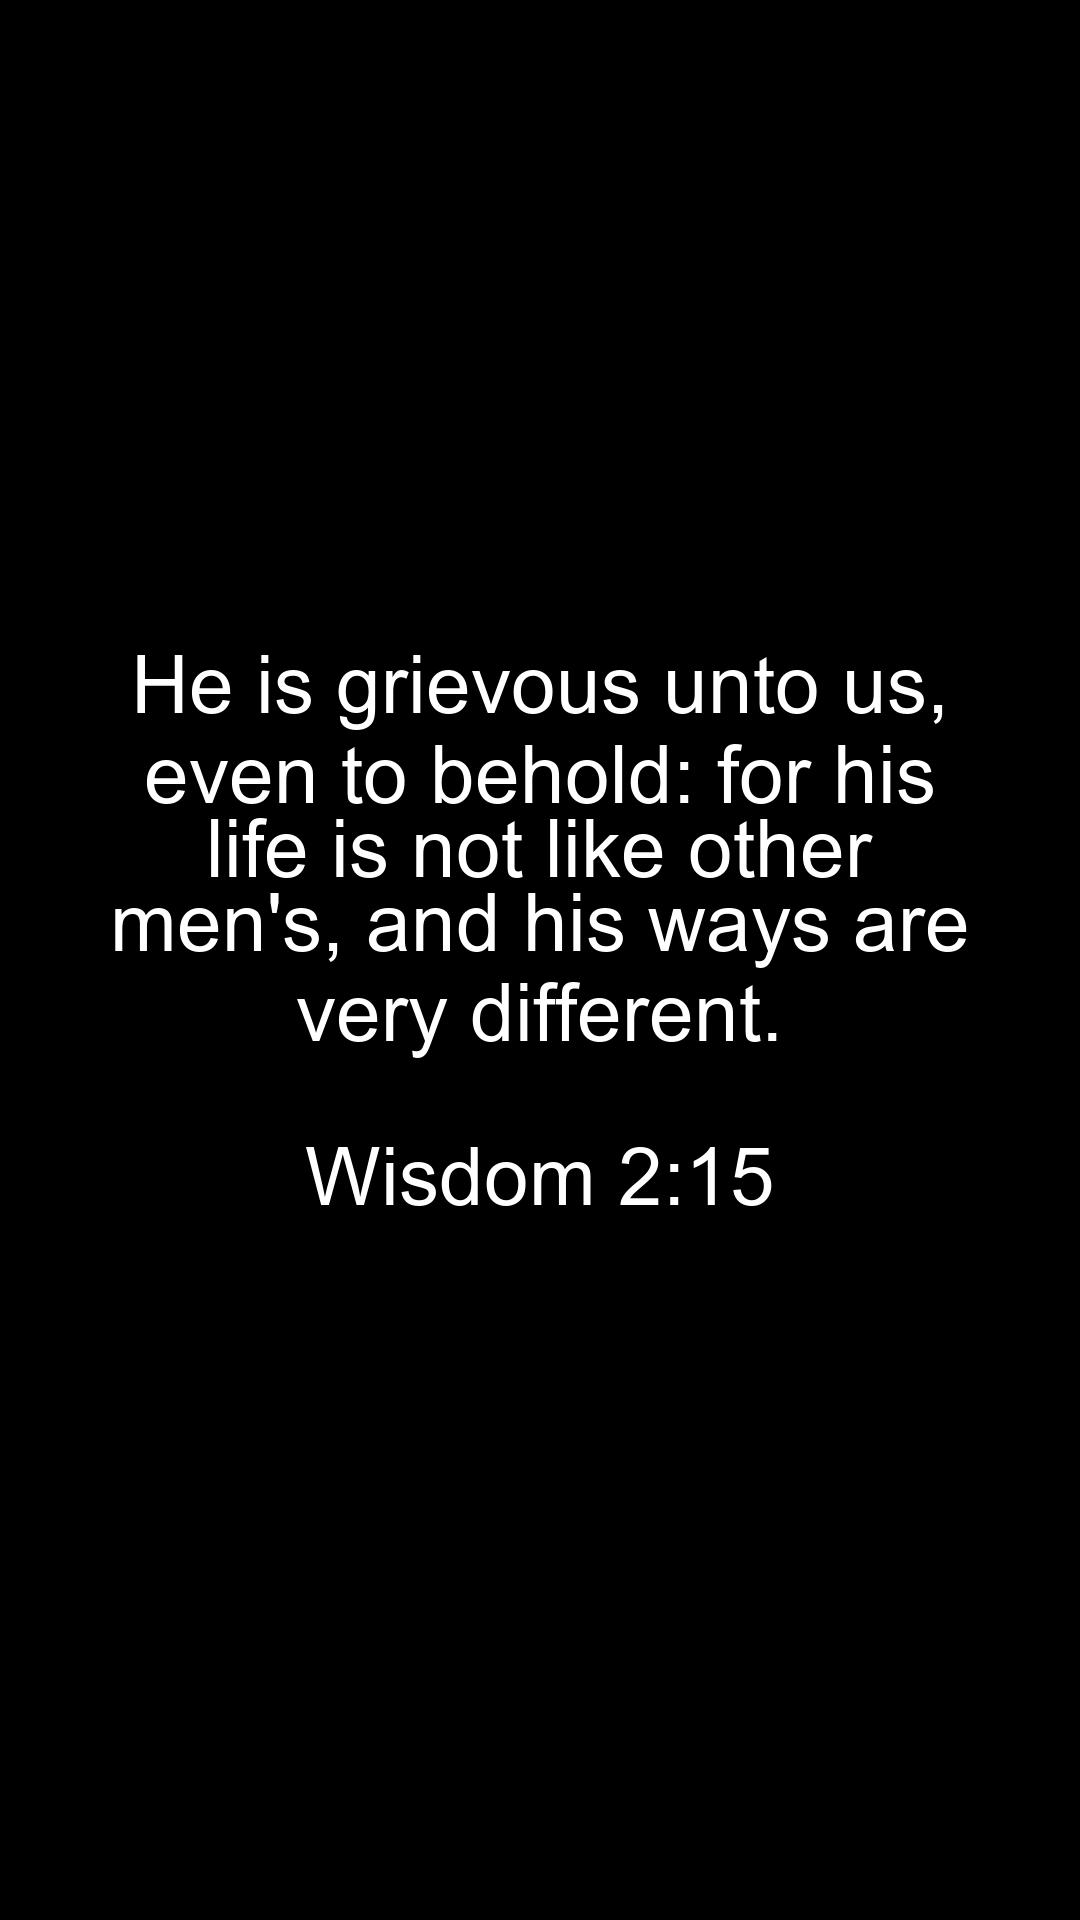 He is grievous unto us,
even to behold: for his
life is not like other
men's, and his ways are
very different.
Wisdom 2:15